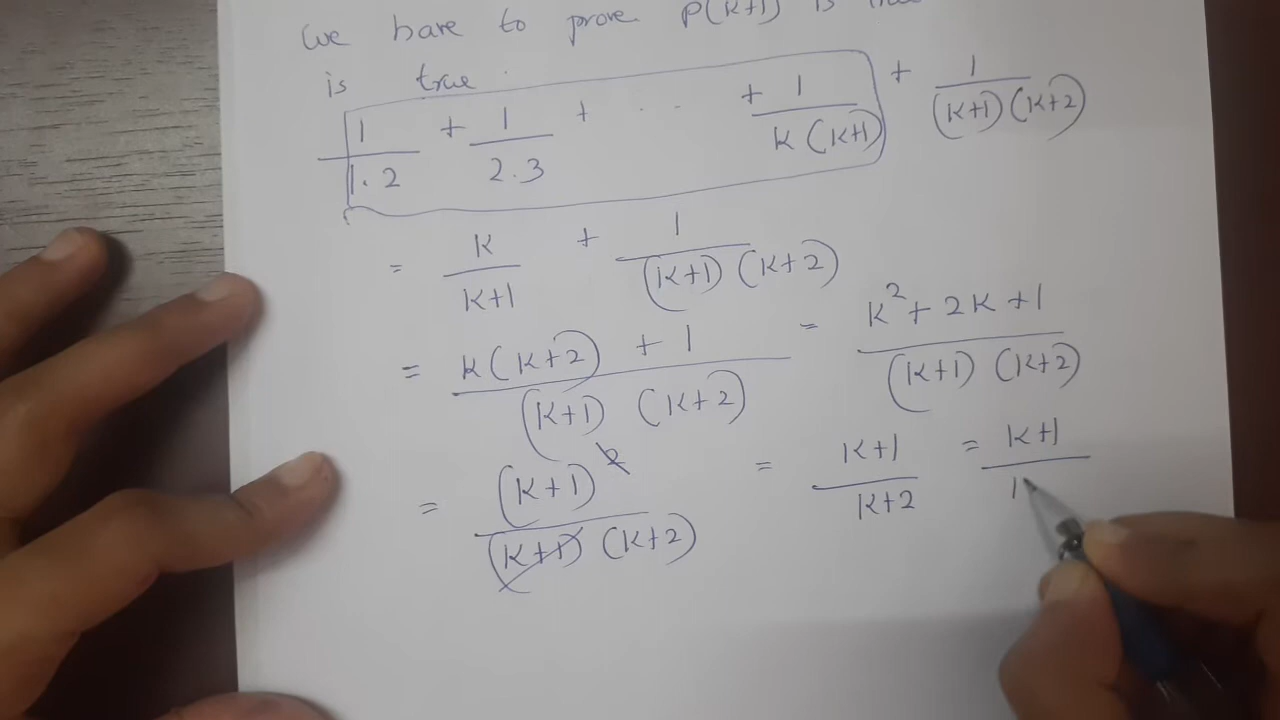 We have to prove P(K+1) is true
is true.
1/1.2 + 1/2.3 + ... + 1/K(K+1) + 1/(K+1)(K+2)
= K/K+1 + 1/(K+1)(K+2)
= K(K+2) + 1/(K+1)(K+2) = K² + 2K + 1/(K+1)(K+2)
= (K+1)²/(K+1)(K+2) = K+1/K+2 = K+1/